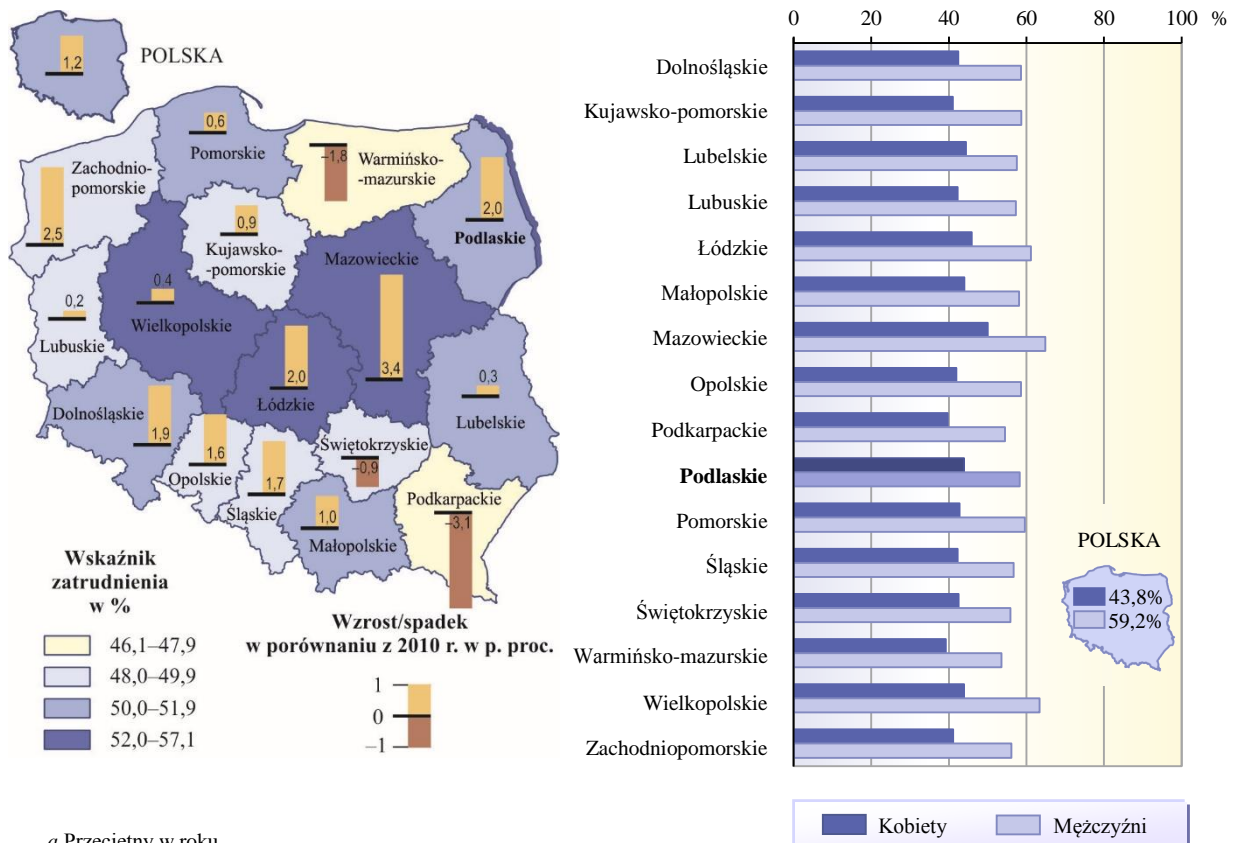 POLSKA
1,2
Zachodnio-
pomorskie
2,5
0,6
Pomorskie
–1,8
Warmińsko-
-mazurskie
2,0
Podlaskie
0,9
Kujawsko-
-pomorskie
Mazowieckie
3,4
0,2
Lubuskie
0,4
Wielkopolskie
2,0
Łódzkie
0,3
Lubelskie
Dolnośląskie
1,9
1,6
Opolskie
1,7
Śląskie
Świętokrzyskie
–0,9
1,0
Małopolskie
Podkarpackie
–3,1
Wskaźnik
zatrudnienia
w %
46,1–47,9
48,0–49,9
50,0–51,9
52,0–57,1
Wzrost/spadek
w porównaniu z 2010 r. w p. proc.
1
0
–1
0 20 40 60 80 100 %
Dolnośląskie
Kujawsko-pomorskie
Lubelskie
Lubuskie
Łódzkie
Małopolskie
Mazowieckie
Opolskie
Podkarpackie
Podlaskie
Pomorskie
Śląskie
Świętokrzyskie
Warmińsko-mazurskie
Wielkopolskie
Zachodniopomorskie
POLSKA
43,8%
59,2%
Kobiety Mężczyźni
a Przeciętny w roku